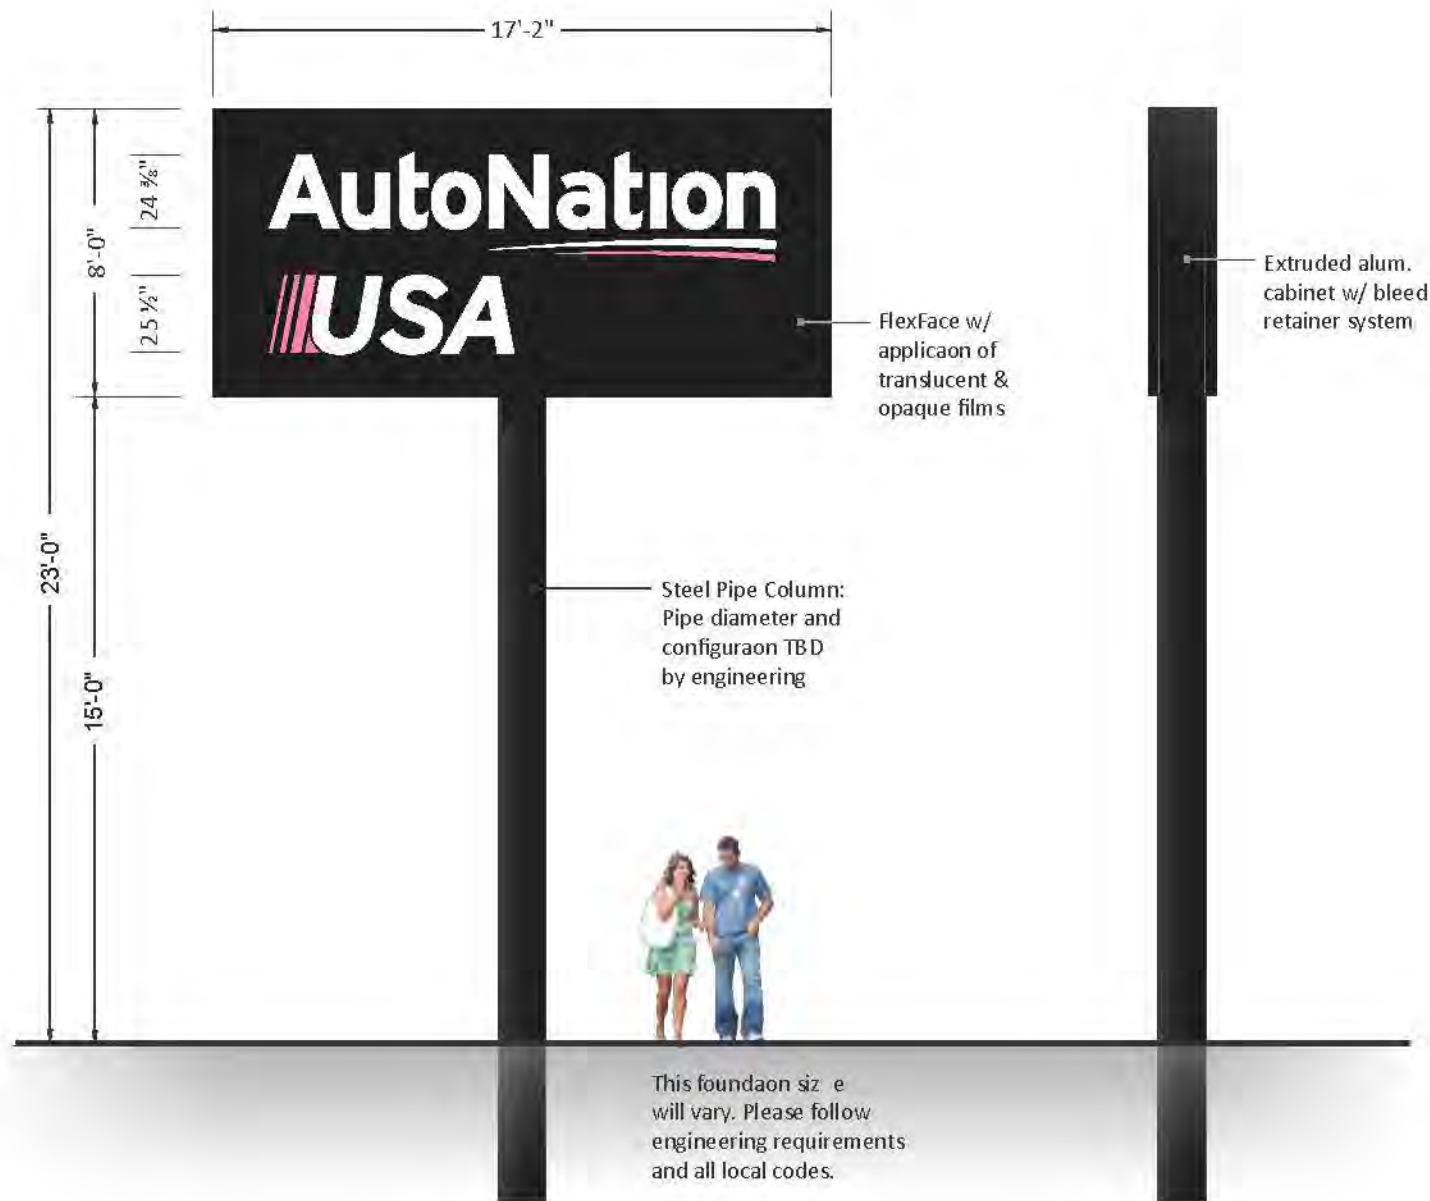 17'-2"
24 ⅜"
8'-0"
25 ½"
23'-0"
15'-0"
AutoNation
USA
FlexFace w/
applicaon of
translucent &
opaque films
Extruded alum.
cabinet w/ bleed
retainer system
Steel Pipe Column:
Pipe diameter and
configuraon TBD
by engineering
This foundaon siz e
will vary. Please follow
engineering requirements
and all local codes.